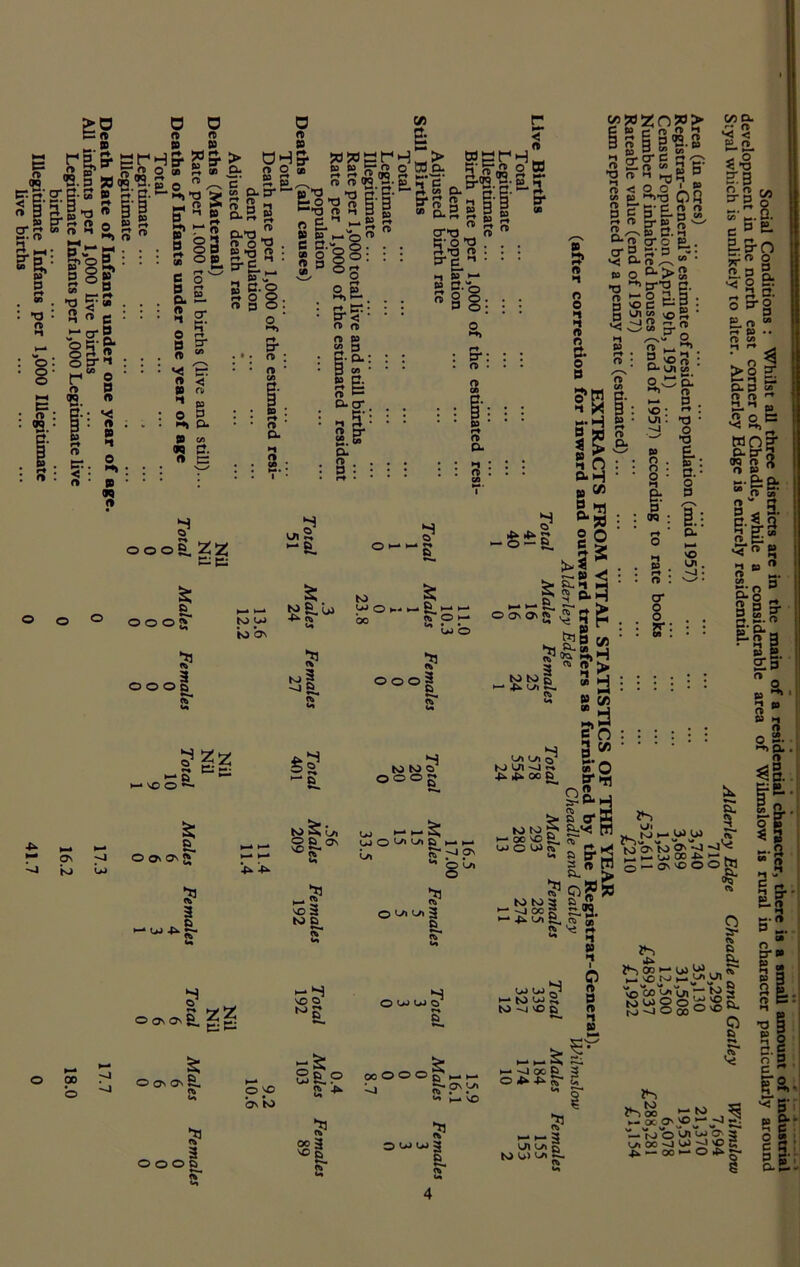 Social Conditions : Whilst all three districts are in the main of a residential character, there is a small amount of industrial
development in the north east corner of Cheadle, while a considerable area of Wilmslow is rural in character particularly around
Styal which is unlikely to alter. Alderley Edge is entirely residential.
Alderley Edge Cheadle and Gatley Wilmslow
Area (in acres) ... 710 5,299 7,694
Registrar-General's estimate of resident population (mid 1957) 3,740 35,130 21,370
Census Population (April 9th, 1951) ... 3,689 31,508 19,531
Number of inhabited houses (end of 1957) according to rate books 1,236 12,500 6,878
Rateable value (end of 1957) ... £52,611 £489,837 £288,281
Sum represented by a penny rate (estimated) ... £210 £1,922 £1,154
EXTRACTS FROM VITAL STATISTICS OF THE YEAR
(after correction for inward and outward transfers as furnished by the Registrar-General).
Alderley Edge Cheadle and Gatley Wilmslow
Live Births Total Males Females Total Males Females Total Males Females
Total ... 41 16 25 578 293 285 339 184 155
Legitimate ... 40 16 24 554 280 274 327 174 153
Illegitimate ... 1 0 1 24 13 11 12 10 2
Birth rate per 1,000 of the estimated resi-
dent population ... 11.0 16.5 15.9
Adjusted birth rate 10.3 17.00 16.1
Still Births Total Males Females Total Males Females Total Males Females
Total ... 1 1 0 20 15 5 3 0 3
Legitimate ... 1 1 0 20 15 5 3 0 3
Illegitimate ... 0 0 0 0 0 0 0 0 0
Rate per 1,000 total live and still births 23.8 33.5 8.7
Rate per 1,000 of the estimated resident
population .3 .56 0.4
Deaths (all causes) Total Males Females Total Males Females Total Males Females
Total ... 51 24 27 401 209 192 192 103 89
Death rate per 1,000 of the estimated resi-
dent population ... 13.6 11.4 9.2
Adjusted death rate 12.2 11.4 10.6
Deaths (Maternal) Nil Nil Nil
Rate per 1,000 total births (live and still)... Nil Nil Nil
Deaths of Infants under one year of age Total Males Females Total Males Females Total Males Females
Total ... 0 0 0 10 6 4 6 6 0
Legitimate ... 0 0 0 9 6 3 6 6 0
Illegitimate ... 0 0 0 1 0 1 0 0 0
Death Rate of Infants under one year of age.
All infants per 1,000 live births 0 17.3 17.7
Legitimate Infants per 1,000 Legitimate live
births 0 16.2 18.0
Illegitimate Infants per 1,000 Illegitimate
live births ... 0 41.7 0
4